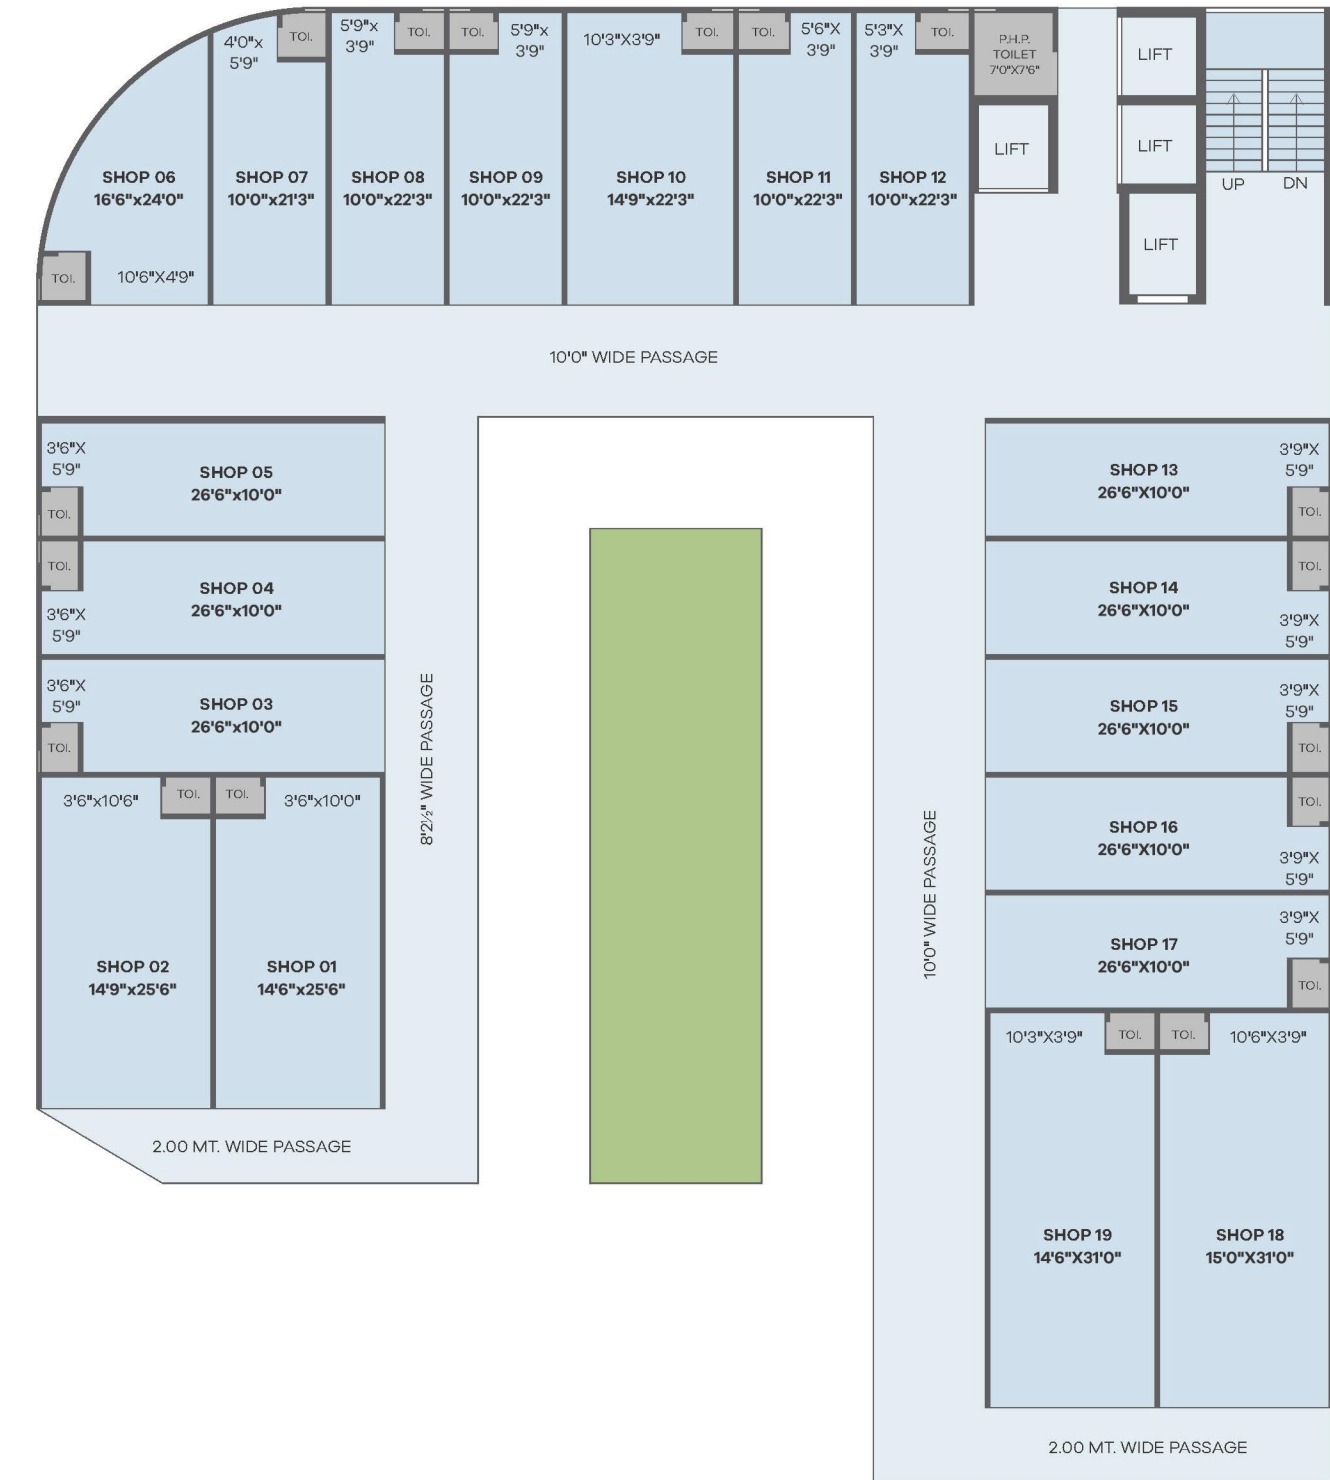 4'0"x
5'9"
TOI.
5'9"x
3'9"
TOI.
TOI.
5'9"x
3'9"
10'3"X3'9"
TOI.
TOI.
5'6"X
3'9"
5'3"X
3'9"
TOI.
P.H.P.
TOILET
7'0"X7'6"
LIFT
LIFT
LIFT
LIFT
UP
DN
SHOP 06
16'6"x24'0"
SHOP 07
10'0"x21'3"
SHOP 08
10'0"x22'3"
SHOP 09
10'0"x22'3"
SHOP 10
14'9"x22'3"
SHOP 11
10'0"x22'3"
SHOP 12
10'0"x22'3"
TOI.
10'6"X4'9"
10'0" WIDE PASSAGE
3'6"X
5'9"
SHOP 05
26'6"x10'0"
TOI.
TOI.
SHOP 04
26'6"x10'0"
3'6"X
5'9"
3'6"X
5'9"
SHOP 03
26'6"x10'0"
TOI.
3'6"x10'6"
TOI.
TOI.
3'6"x10'0"
SHOP 02
14'9"x25'6"
SHOP 01
14'6"x25'6"
8'2½" WIDE PASSAGE
2.00 MT. WIDE PASSAGE
10'0" WIDE PASSAGE
SHOP 13
26'6"X10'0"
3'9"X
5'9"
TOI.
TOI.
SHOP 14
26'6"X10'0"
3'9"X
5'9"
SHOP 15
26'6"X10'0"
3'9"X
5'9"
TOI.
TOI.
SHOP 16
26'6"X10'0"
3'9"X
5'9"
SHOP 17
26'6"X10'0"
3'9"X
5'9"
TOI.
10'3"X3'9"
TOI.
TOI.
10'6"X3'9"
SHOP 19
14'6"X31'0"
SHOP 18
15'0"X31'0"
2.00 MT. WIDE PASSAGE